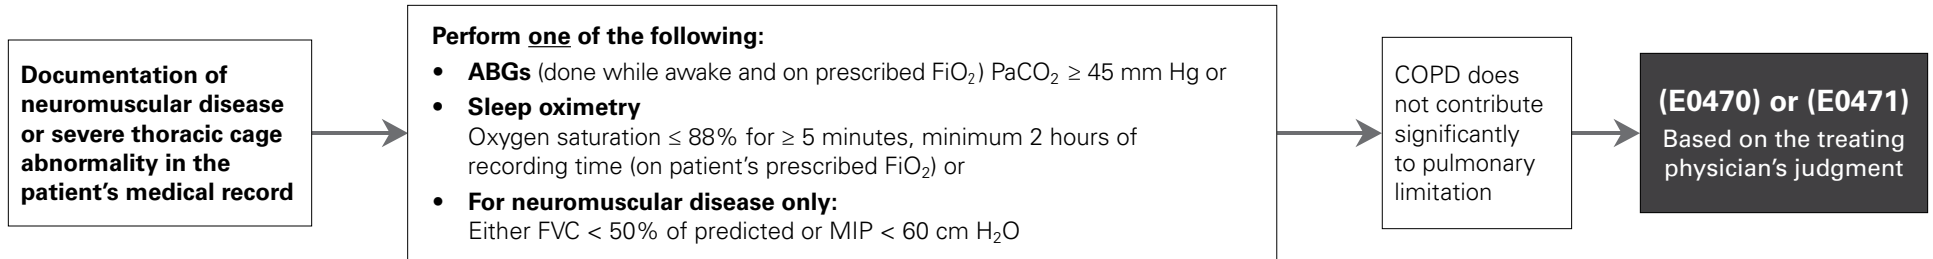 Documentation of
neuromuscular disease
or severe thoracic cage
abnormality in the
patient's medical record
Perform one of the following:
• ABGs (done while awake and on prescribed FiO₂) PaCO₂ ≥ 45 mm Hg or
• Sleep oximetry
Oxygen saturation ≤ 88% for ≥ 5 minutes, minimum 2 hours of
recording time (on patient's prescribed FiO₂) or
• For neuromuscular disease only:
Either FVC < 50% of predicted or MIP < 60 cm H₂O
COPD does
not contribute
significantly
to pulmonary
limitation
(E0470) or (E0471)
Based on the treating
physician's judgment